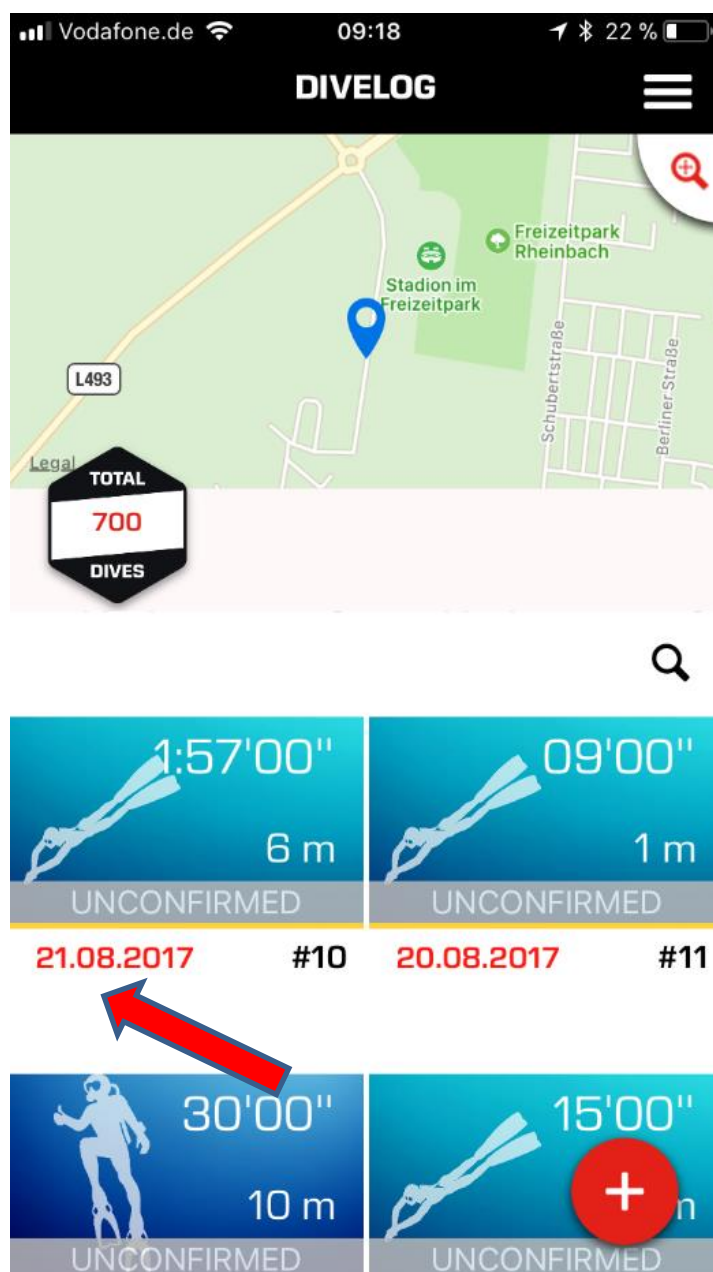 Vodafone.de 09:18 22 %
DIVELOG
Freizeitpark
Rheinbach
Stadion im
Freizeitpark
L493
Schubertstraße
Berliner Straße
Legal
TOTAL
700
DIVES
1:57'00" 09'00"
6 m 1 m
UNCONFIRMED UNCONFIRMED
21.08.2017 #10 20.08.2017 #11
30'00" 15'00"
10 m m
UNCONFIRMED UNCONFIRMED